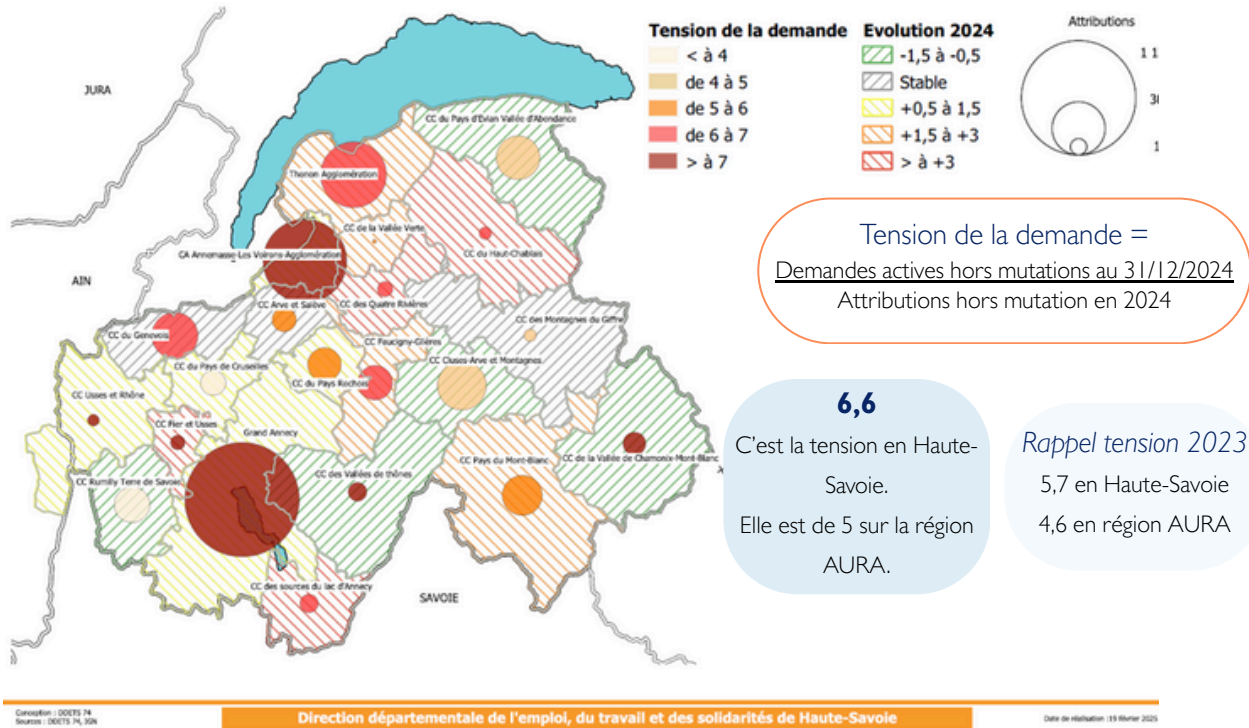 Tension de la demande
< à 4
de 4 à 5
de 5 à 6
de 6 à 7
> à 7
Evolution 2024
-1,5 à -0,5
Stable
+0,5 à 1,5
+1,5 à +3
> à +3
Attributions
1 1
1
JURA
AIN
SAVOIE
CC du Pays d'Evian Vallée d'Abondance
Thonon Agglomération
CC de la Vallée Verte
CC du Haut-Chablais
CA Annemasse-Les Voirons-Agglomération
CC des Quatre Rivières
CC Arve et Salève
CC des Montagnes du Giffre
CC du Genevois
CC Faucigny-Glières
CC du Pays de Cruseilles
CC Cluses-Arve et Montagnes
CC du Pays Rochois
CC Usses et Rhône
CC Fier et Usses
Grand Annecy
CC des Vallées de thônes
CC Pays du Mont-Blanc
CC de la Vallée de Chamonix-Mont-Blanc
CC Rumilly Terre de Savoie
CC des sources du lac d'Annecy
Tension de la demande =
Demandes actives hors mutations au 31/12/2024
Attributions hors mutation en 2024
6,6
C'est la tension en Haute-
Savoie.
Elle est de 5 sur la région
AURA.
Rappel tension 2023
5,7 en Haute-Savoie
4,6 en région AURA
Conception : DDETS 74
Sources : DDETS 74, IGN
Direction départementale de l'emploi, du travail et des solidarités de Haute-Savoie
Date de réalisation :19 février 2025